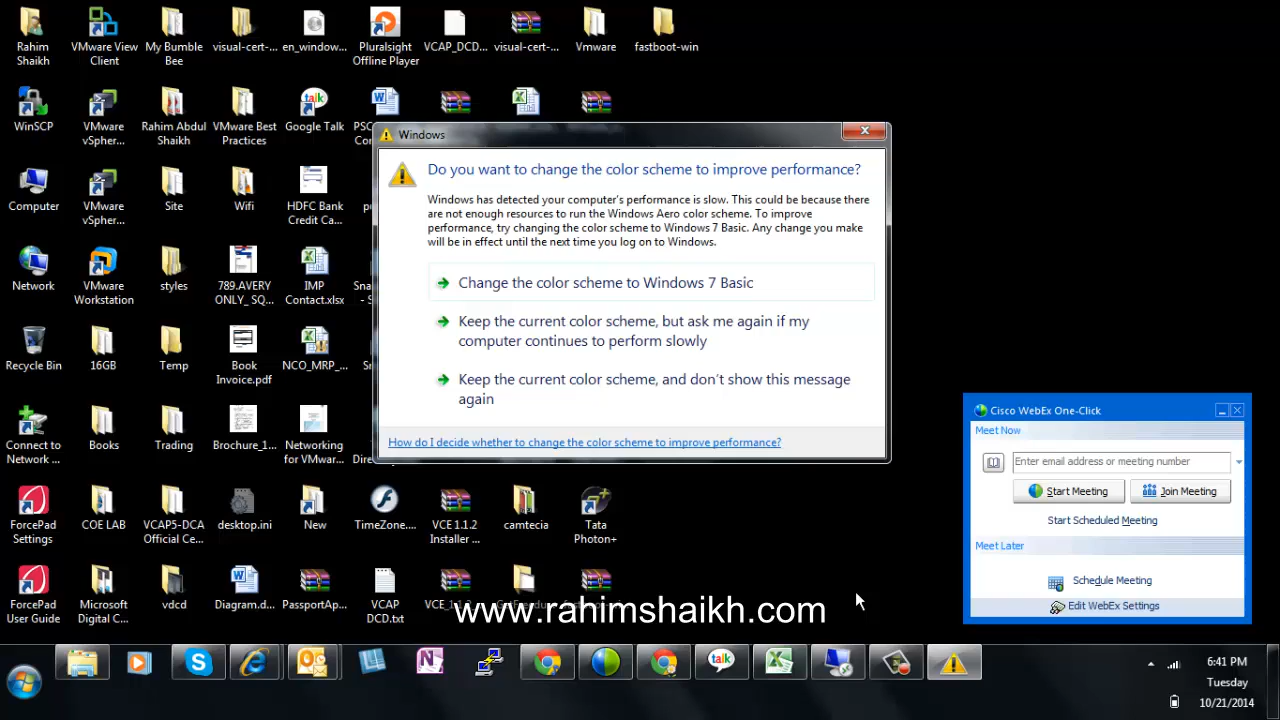 Rahim
Shaikh
VMware View
Client
My Bumble
Bee
visual-cert-...
en_window...
Pluralsight
Offline Player
VCAP_DCD...
visual-cert-...
Vmware
fastboot-win
WinSCP
VMware
vSpher...
Rahim Abdul
Shaikh
VMware Best
Practices
talk
Google Talk
Computer
VMware
vSpher...
Site
Wifi
HDFC Bank
Credit Ca...
Network
VMware
Workstation
styles
789.AVERY
ONLY_ SQ...
IMP
Contact.xlsx
Recycle Bin
16GB
Temp
Book
Invoice.pdf
NCO_MRP_...
Connect to
Network ...
Books
Trading
Brochure_1...
Networking
for VMwar...
ForcePad
Settings
COE LAB
VCAP5-DCA
Official Ce...
desktop.ini
New
TimeZone....
VCE 1.1.2
Installer ...
camtecia
Tata
Photon+
ForcePad
User Guide
Microsoft
Digital C...
vdcd
Diagram.d...
PassportAp...
VCAP
DCD.txt
www.rahimshaikh.com
Windows
Do you want to change the color scheme to improve performance?
Windows has detected your computer's performance is slow. This could be because there
are not enough resources to run the Windows Aero color scheme. To improve
performance, try changing the color scheme to Windows 7 Basic. Any change you make
will be in effect until the next time you log on to Windows.
Change the color scheme to Windows 7 Basic
Keep the current color scheme, but ask me again if my
computer continues to perform slowly
Keep the current color scheme, and don't show this message
again
How do I decide whether to change the color scheme to improve performance?
Cisco WebEx One-Click
Meet Now
Enter email address or meeting number
Start Meeting
Join Meeting
Start Scheduled Meeting
Meet Later
Schedule Meeting
Edit WebEx Settings
talk
6:41 PM
Tuesday
10/21/2014